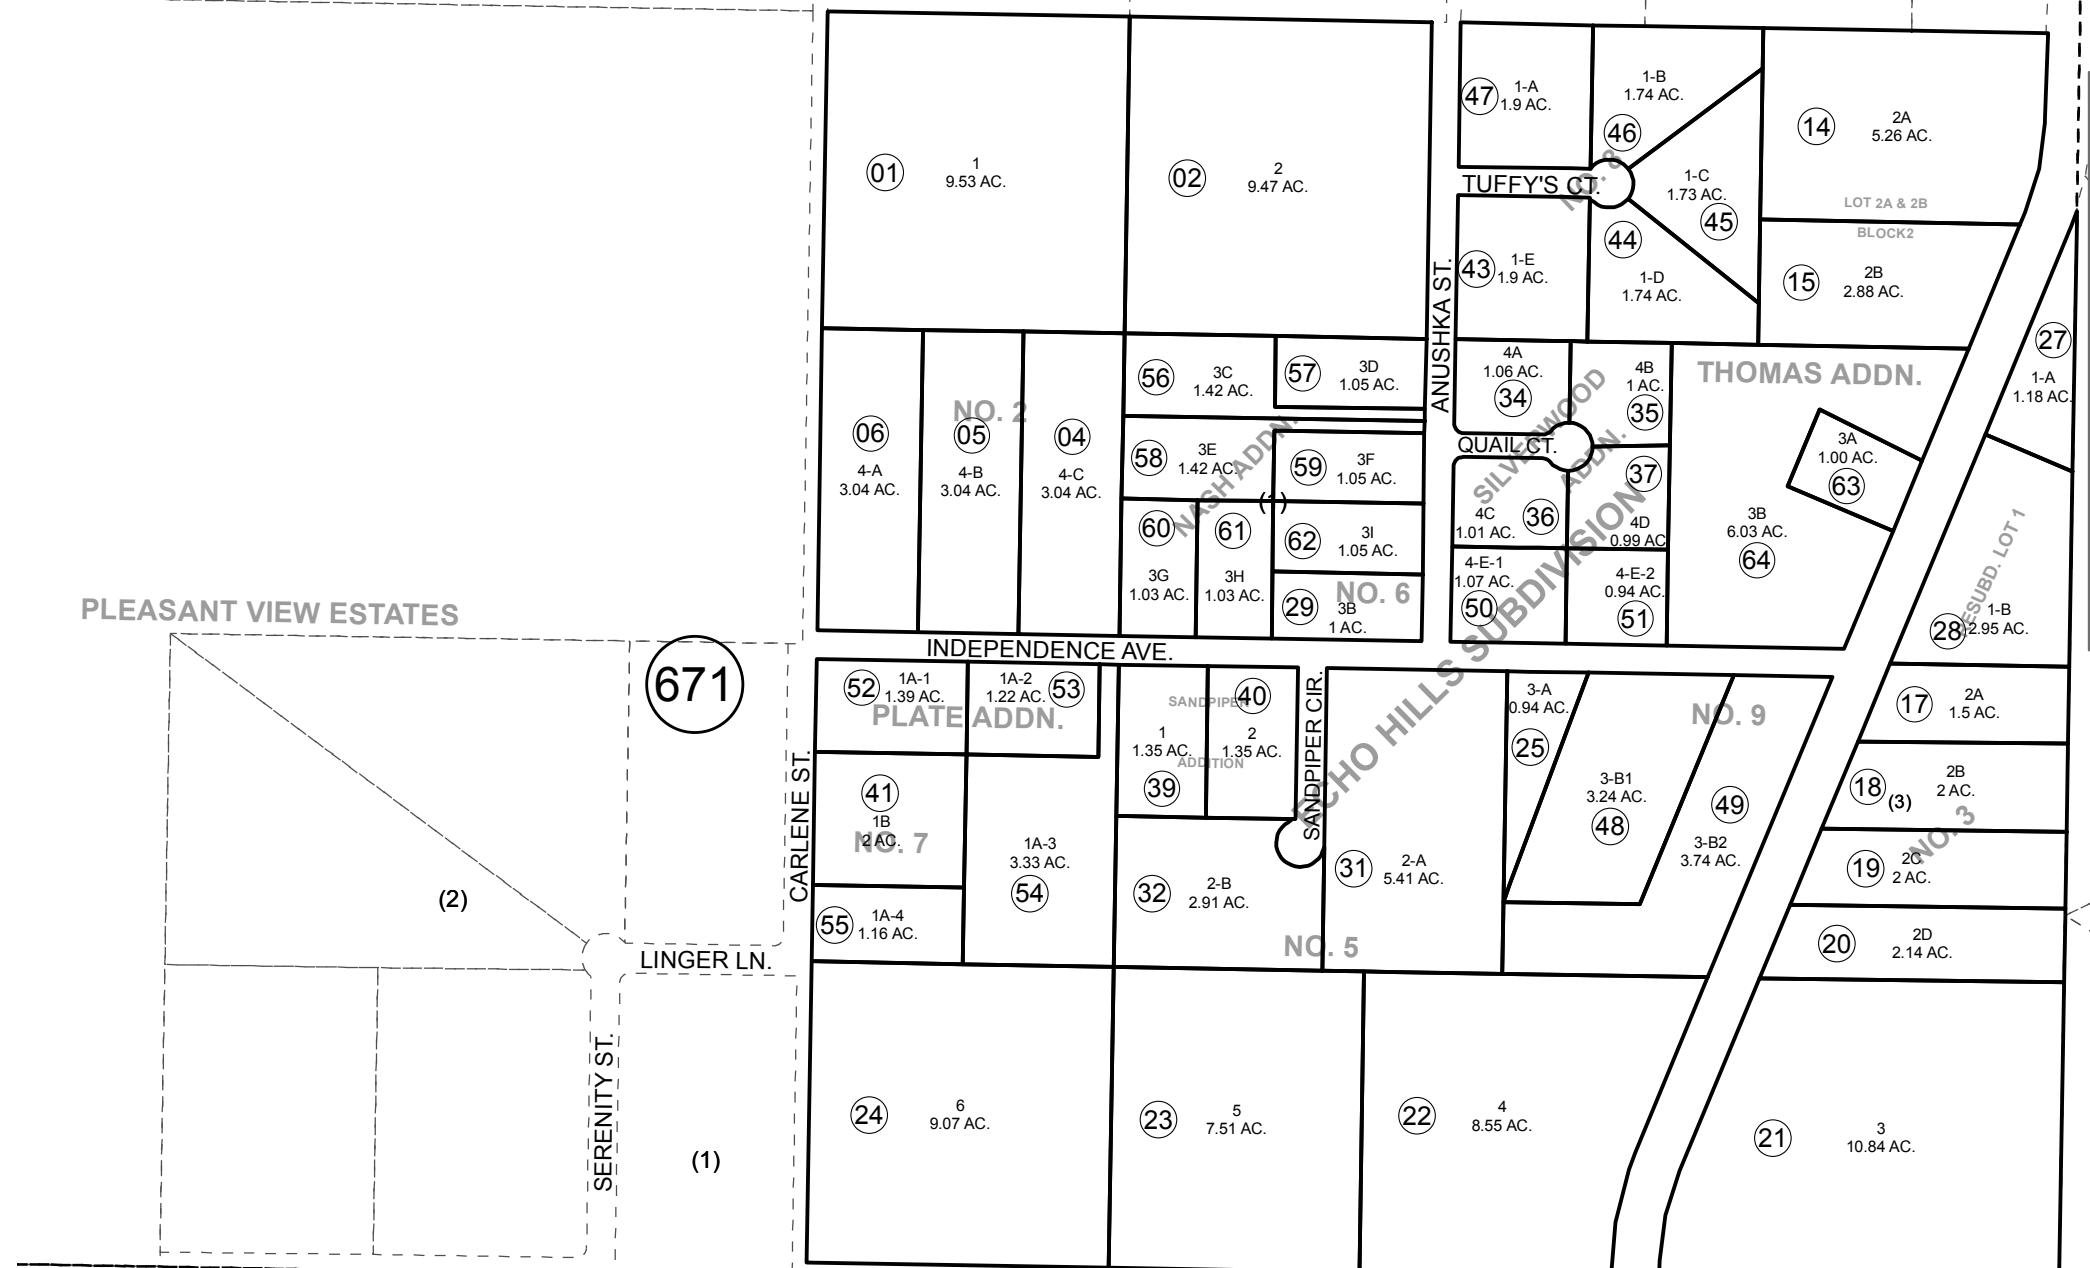 01
1
9.53 AC.
02
2
9.47 AC.
47
1-A
1.9 AC.
1-B
1.74 AC.
46
NO. 8
TUFFY'S CT.
1-C
1.73 AC.
45
14
2A
5.26 AC.
LOT 2A & 2B
BLOCK2
15
2B
2.88 AC.
43
1-E
1.9 AC.
44
1-D
1.74 AC.
ANUSHKA ST.
27
1-A
1.18 AC.
06
4-A
3.04 AC.
NO. 2
05
4-B
3.04 AC.
04
4-C
3.04 AC.
56
3C
1.42 AC.
57
3D
1.05 AC.
58
3E
1.42 AC.
59
3F
1.05 AC.
NASH ADDN.
(1)
60
3G
1.03 AC.
61
3H
1.03 AC.
62
3I
1.05 AC.
29
3B
1 AC.
NO. 6
4A
1.06 AC.
34
4B
1 AC.
35
QUAIL CT.
SILVERWOOD
ADDN.
4C
1.01 AC.
36
37
4D
0.99 AC
4-E-1
1.07 AC.
50
4-E-2
0.94 AC.
51
THOMAS ADDN.
3A
1.00 AC.
63
3B
6.03 AC.
64
RESUBD. LOT 1
28
1-B
2.95 AC.
ECHO HILLS SUBDIVISION
PLEASANT VIEW ESTATES
671
INDEPENDENCE AVE.
52
1A-1
1.39 AC.
1A-2
1.22 AC.
53
PLATE ADDN.
41
1B
2 AC.
NO. 7
55
1A-4
1.16 AC.
1A-3
3.33 AC.
54
CARLENE ST.
SANDPIPER
ADDITION
1
1.35 AC.
39
40
2
1.35 AC.
SANDPIPER CIR.
32
2-B
2.91 AC.
NO. 5
31
2-A
5.41 AC.
3-A
0.94 AC.
25
3-B1
3.24 AC.
48
NO. 9
49
3-B2
3.74 AC.
17
2A
1.5 AC.
18
(3)
2B
2 AC.
NO. 3
19
2C
2 AC.
20
2D
2.14 AC.
(2)
LINGER LN.
SERENITY ST.
(1)
24
6
9.07 AC.
23
5
7.51 AC.
22
4
8.55 AC.
21
3
10.84 AC.